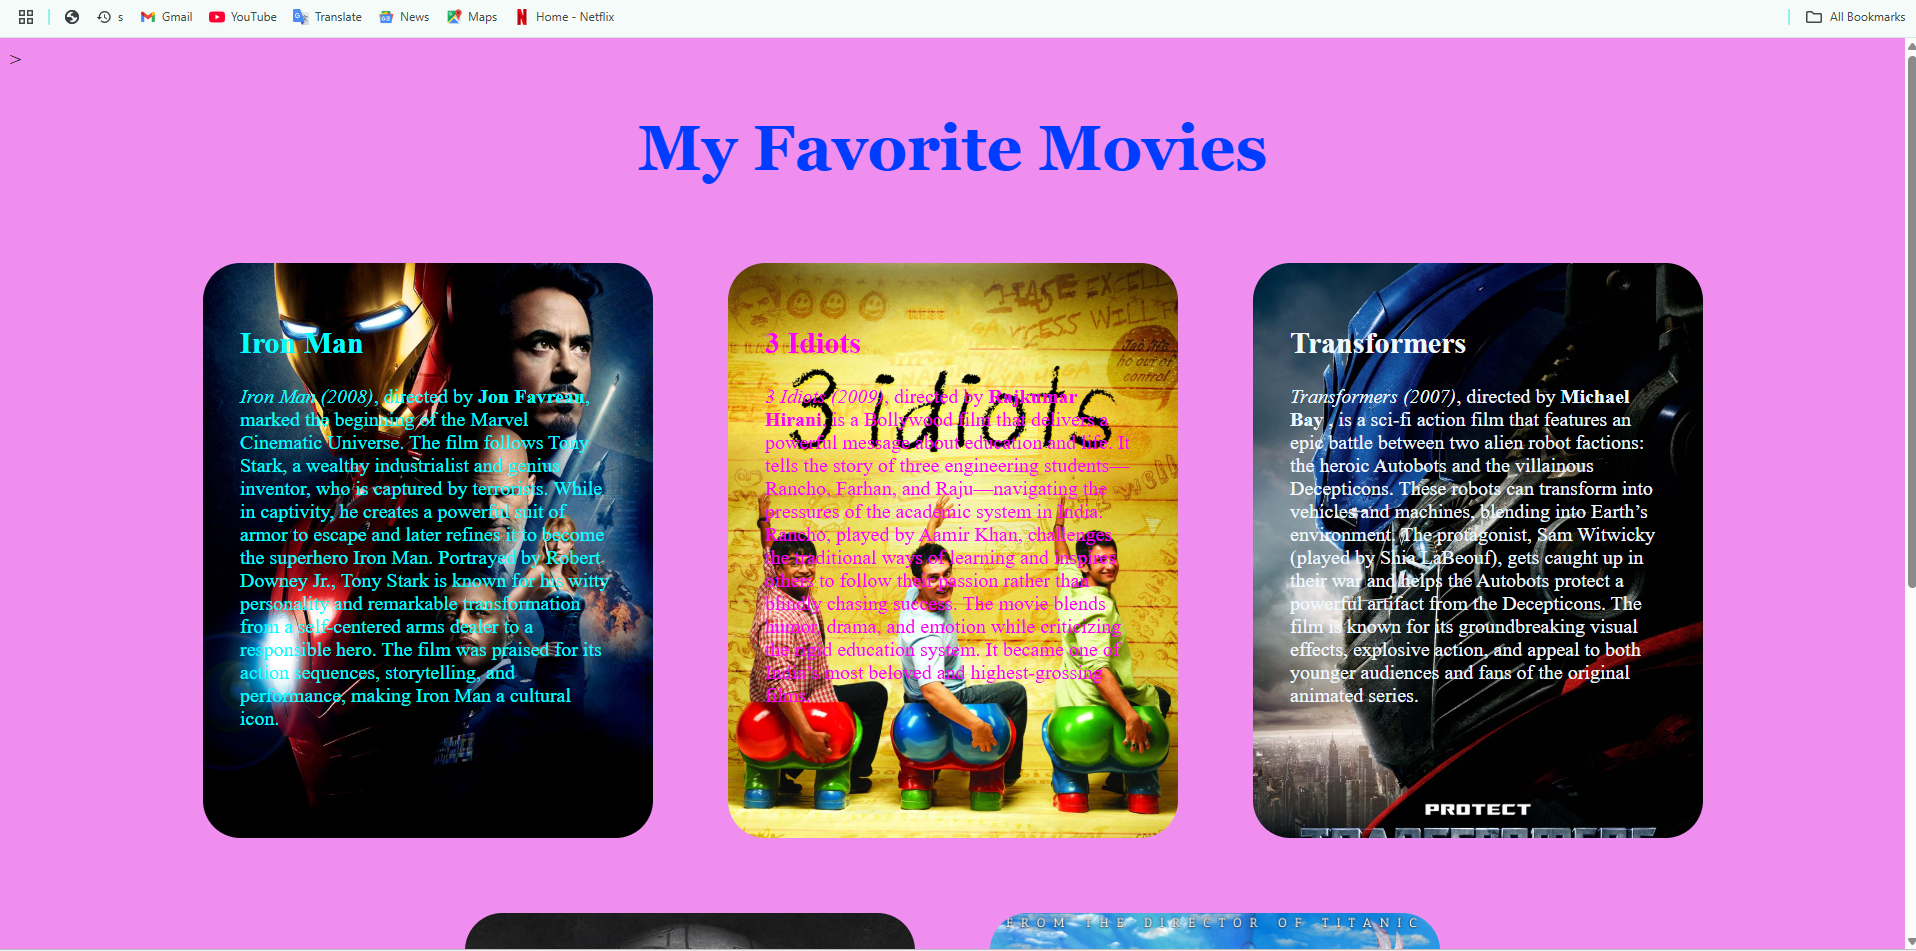 s
Gmail
YouTube
Translate
News
Maps
Home - Netflix
All Bookmarks
>
My Favorite Movies
Iron Man
Iron Man (2008), directed by Jon Favreau,
marked the beginning of the Marvel
Cinematic Universe. The film follows Tony
Stark, a wealthy industrialist and genius
inventor, who is captured by terrorists. While
in captivity, he creates a powerful suit of
armor to escape and later refines it to become
the superhero Iron Man. Portrayed by Robert
Downey Jr., Tony Stark is known for his witty
personality and remarkable transformation
from a self-centered arms dealer to a
responsible hero. The film was praised for its
action sequences, storytelling, and
performance, making Iron Man a cultural
icon.
3 Idiots
3 idiots
3 Idiots (2009), directed by Rajkumar
Hirani, is a Bollywood film that delivers a
powerful message about education and life. It
tells the story of three engineering students—
Rancho, Farhan, and Raju—navigating the
pressures of the academic system in India.
Rancho, played by Aamir Khan, challenges
the traditional ways of learning and inspires
others to follow their passion rather than
blindly chasing success. The movie blends
humor, drama, and emotion while criticizing
the rigid education system. It became one of
India's most beloved and highest-grossing
films.
Transformers
Transformers (2007), directed by Michael
Bay , is a sci-fi action film that features an
epic battle between two alien robot factions:
the heroic Autobots and the villainous
Decepticons. These robots can transform into
vehicles and machines, blending into Earth’s
environment. The protagonist, Sam Witwicky
(played by Shia LaBeouf), gets caught up in
their war and helps the Autobots protect a
powerful artifact from the Decepticons. The
film is known for its groundbreaking visual
effects, explosive action, and appeal to both
younger audiences and fans of the original
animated series.
PROTECT
FROM THE DIRECTOR OF TITANIC